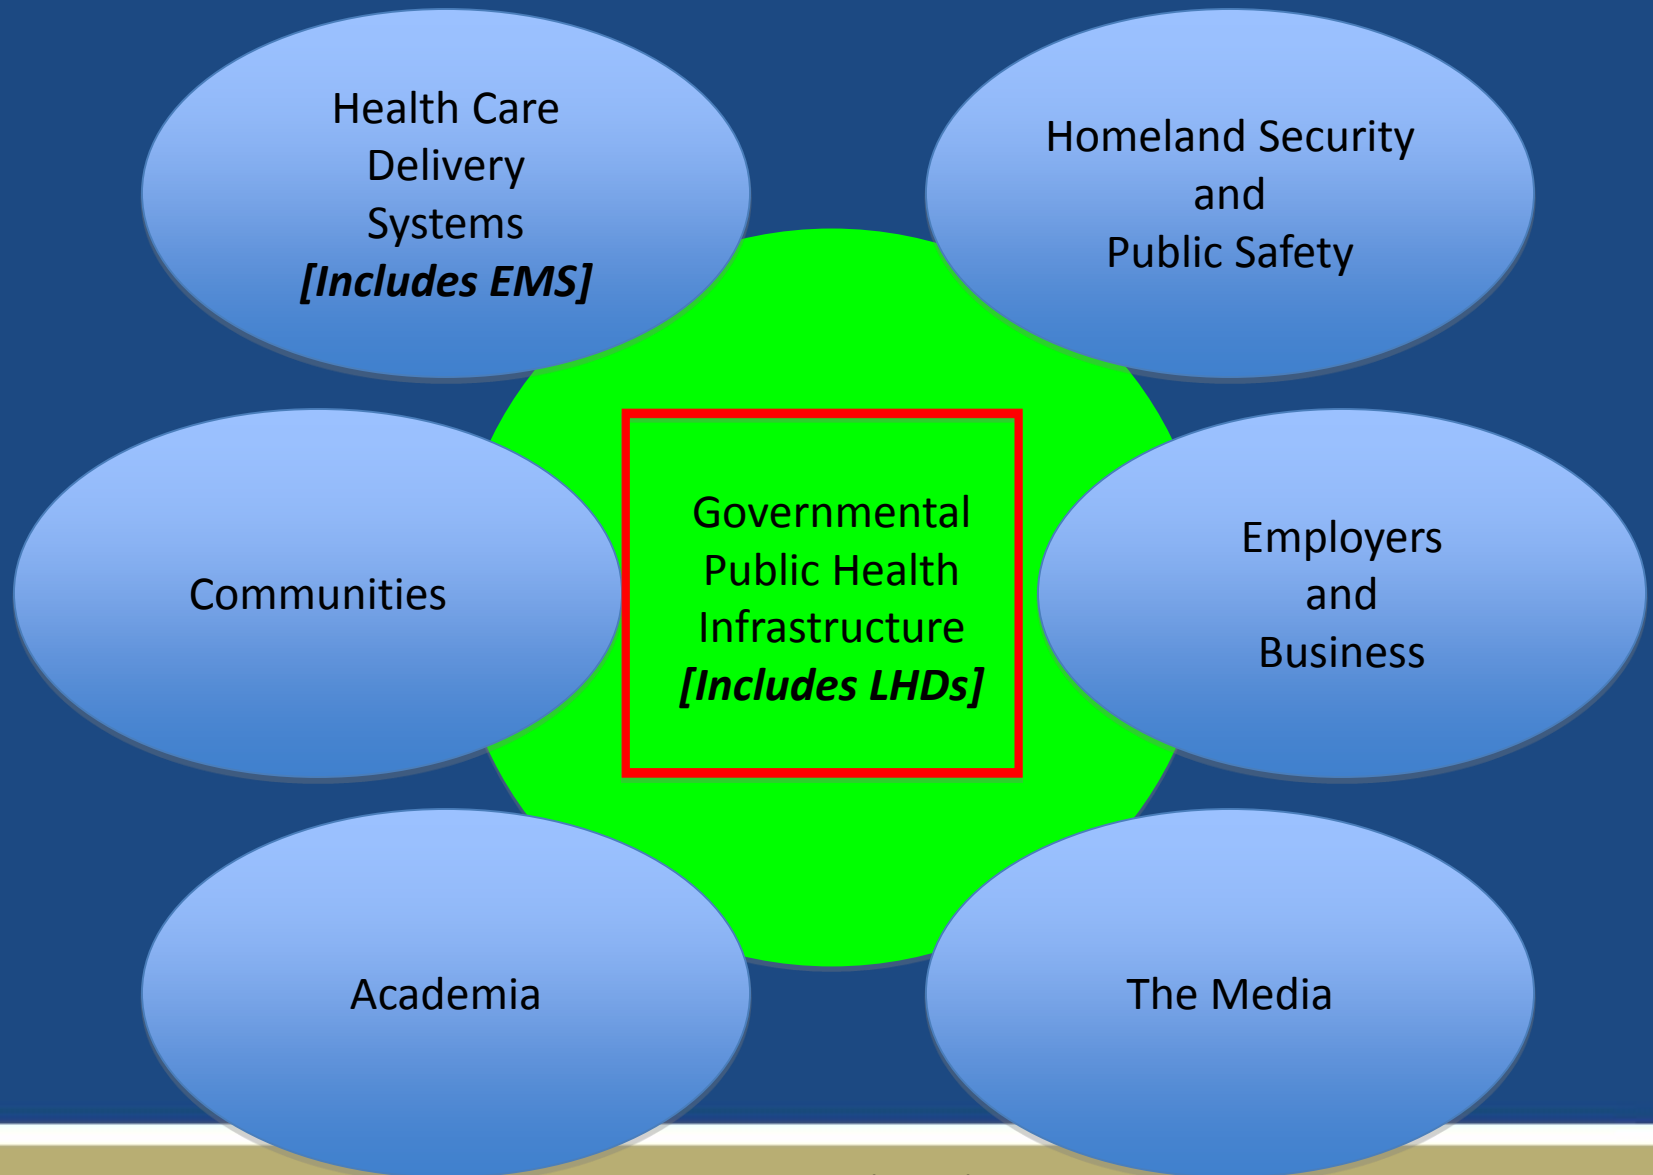 Health Care
Delivery
Systems
[Includes EMS]
Homeland Security
and
Public Safety
Communities
Governmental
Public Health
Infrastructure
[Includes LHDs]
Employers
and
Business
Academia
The Media